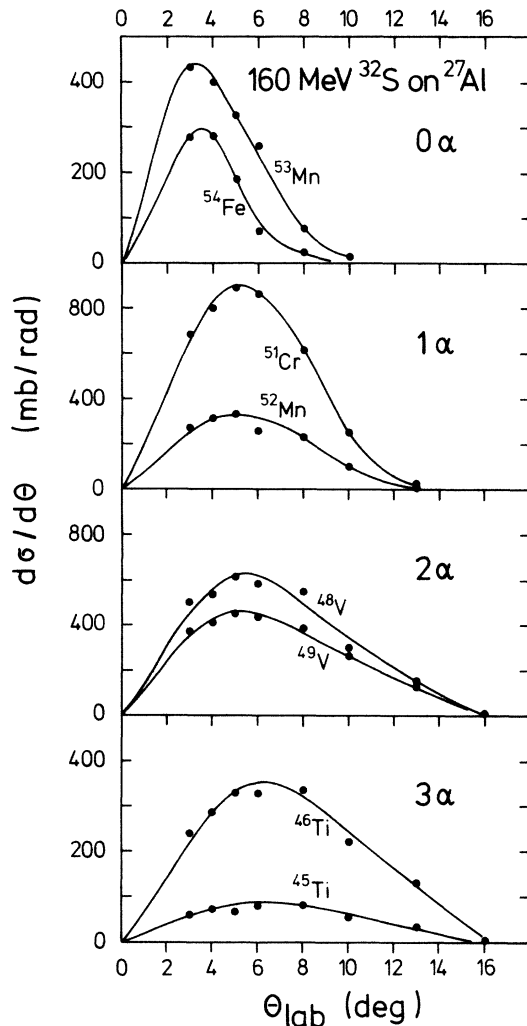 0 2 4 6 8 10 12 14 16
160 MeV ³²S on ²⁷Al
0α
400
200
0
⁵³Mn
⁵⁴Fe
1α
800
400
0
⁵¹Cr
⁵²Mn
2α
800
400
0
⁴⁸V
⁴⁹V
3α
400
200
0
⁴⁶Ti
⁴⁵Ti
0 2 4 6 8 10 12 14 16
Θlab (deg)
dσ/dΘ (mb/rad)